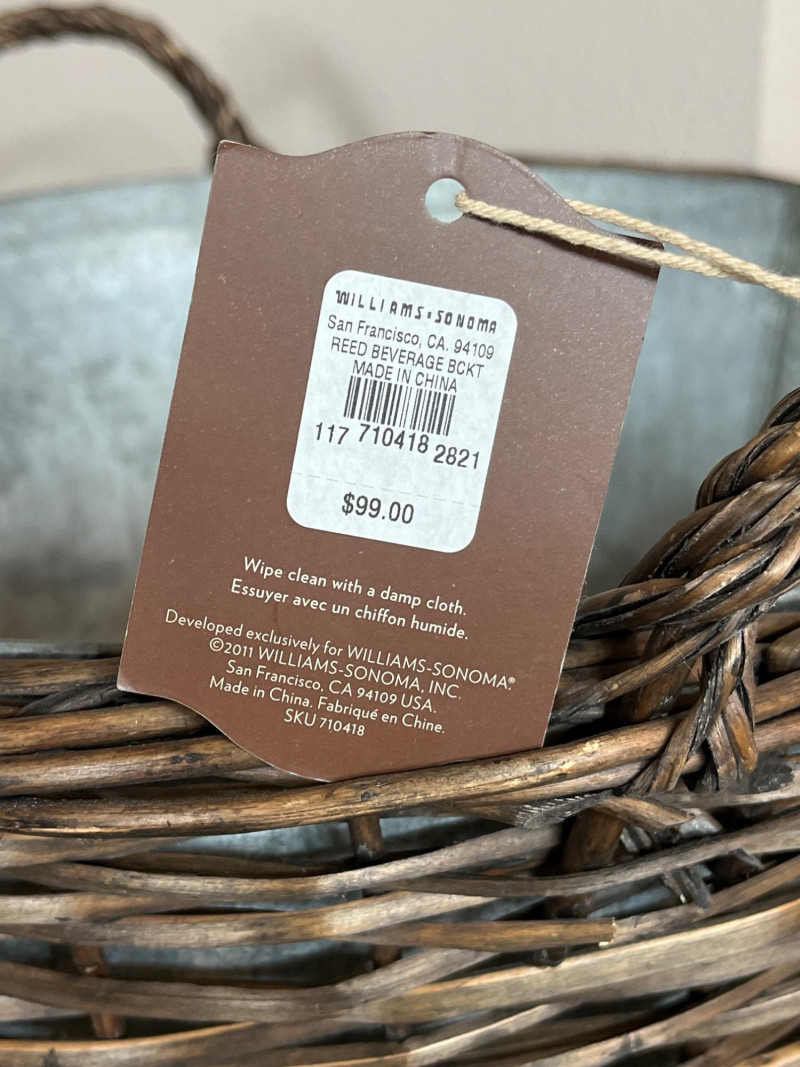 WILLIAMS-SONOMA
San Francisco, CA. 94109
REED BEVERAGE BCKT
MADE IN CHINA
117 710418 2821
$99.00
Wipe clean with a damp cloth.
Essuyer avec un chiffon humide.
Developed exclusively for WILLIAMS-SONOMA®
©2011 WILLIAMS-SONOMA, INC.
San Francisco, CA 94109 USA.
Made in China. Fabriqué en Chine.
SKU 710418